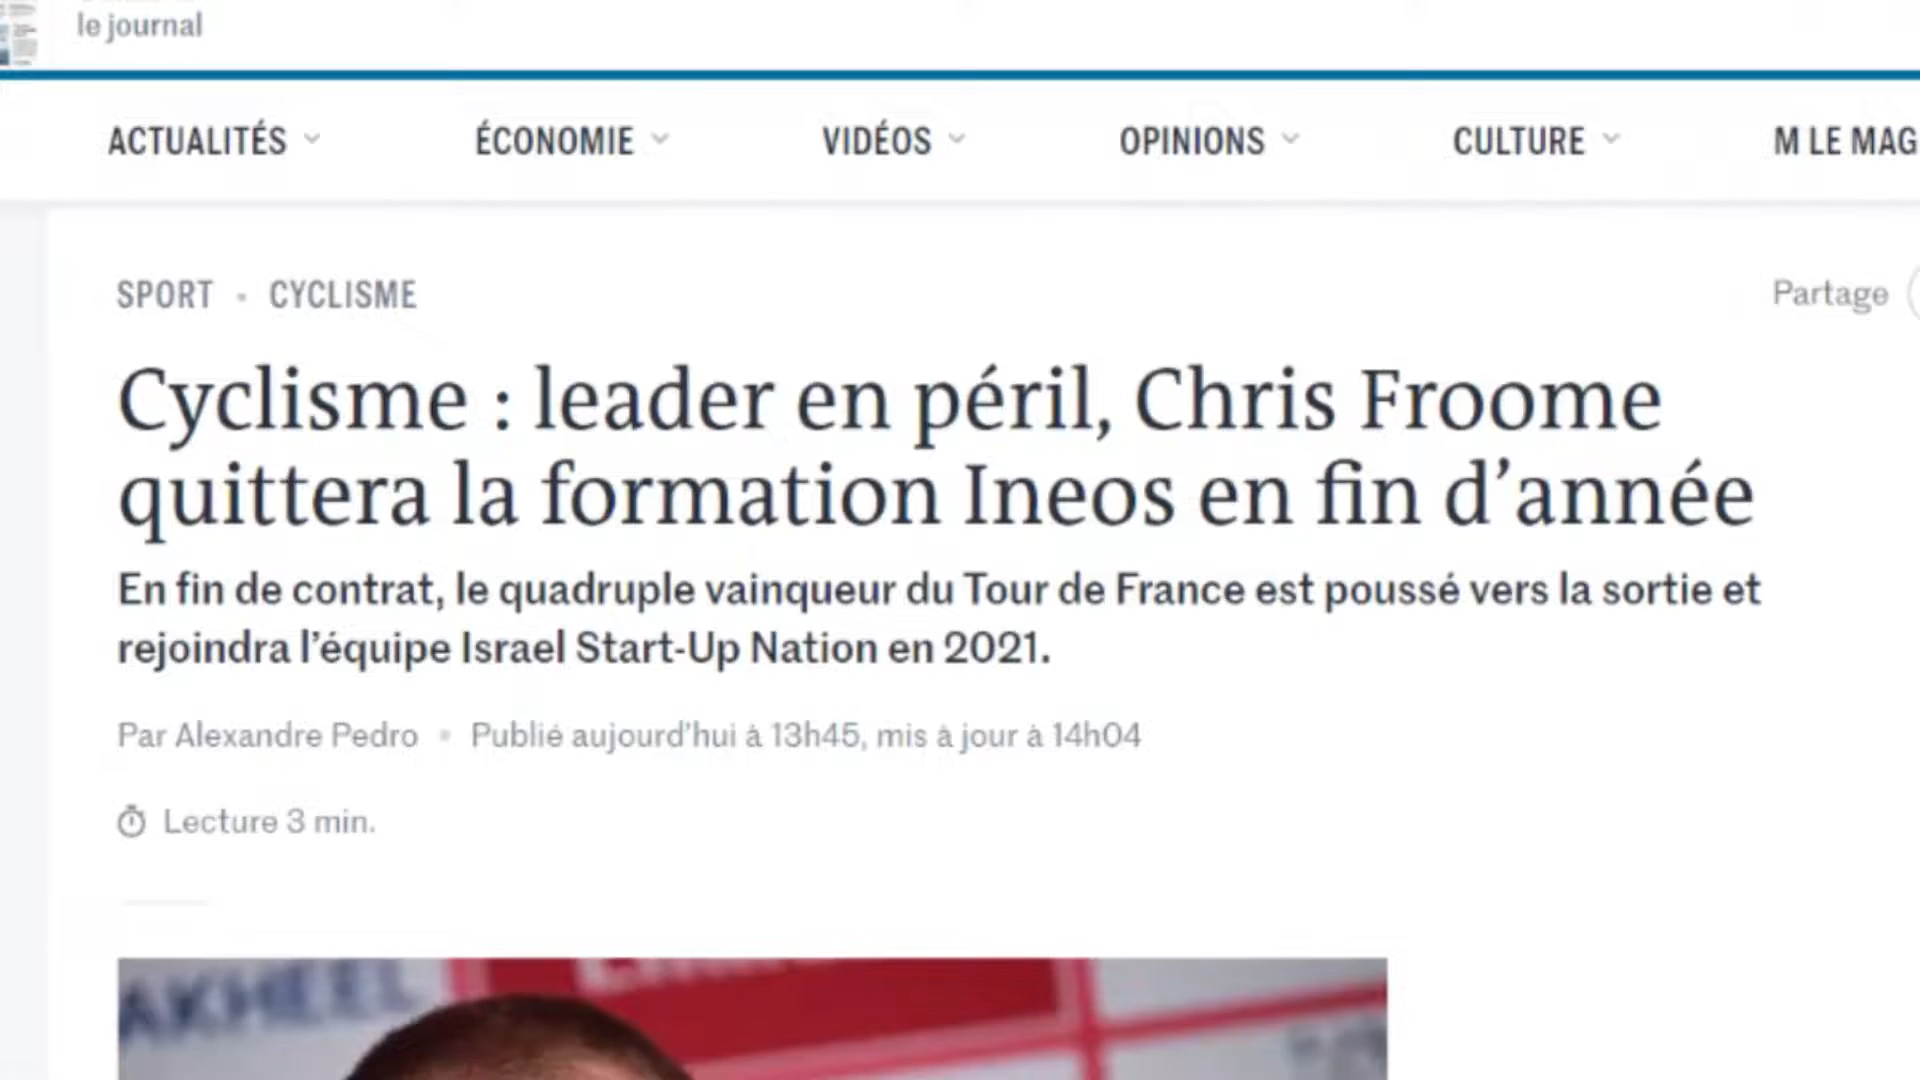 le journal
ACTUALITÉS
ÉCONOMIE
VIDÉOS
OPINIONS
CULTURE
M LE MAG
SPORT • CYCLISME
Partage
Cyclisme : leader en péril, Chris Froome
quittera la formation Ineos en fin d’année
En fin de contrat, le quadruple vainqueur du Tour de France est poussé vers la sortie et
rejoindra l’équipe Israel Start-Up Nation en 2021.
Par Alexandre Pedro • Publié aujourd’hui à 13h45, mis à jour à 14h04
Lecture 3 min.
AKHEEL